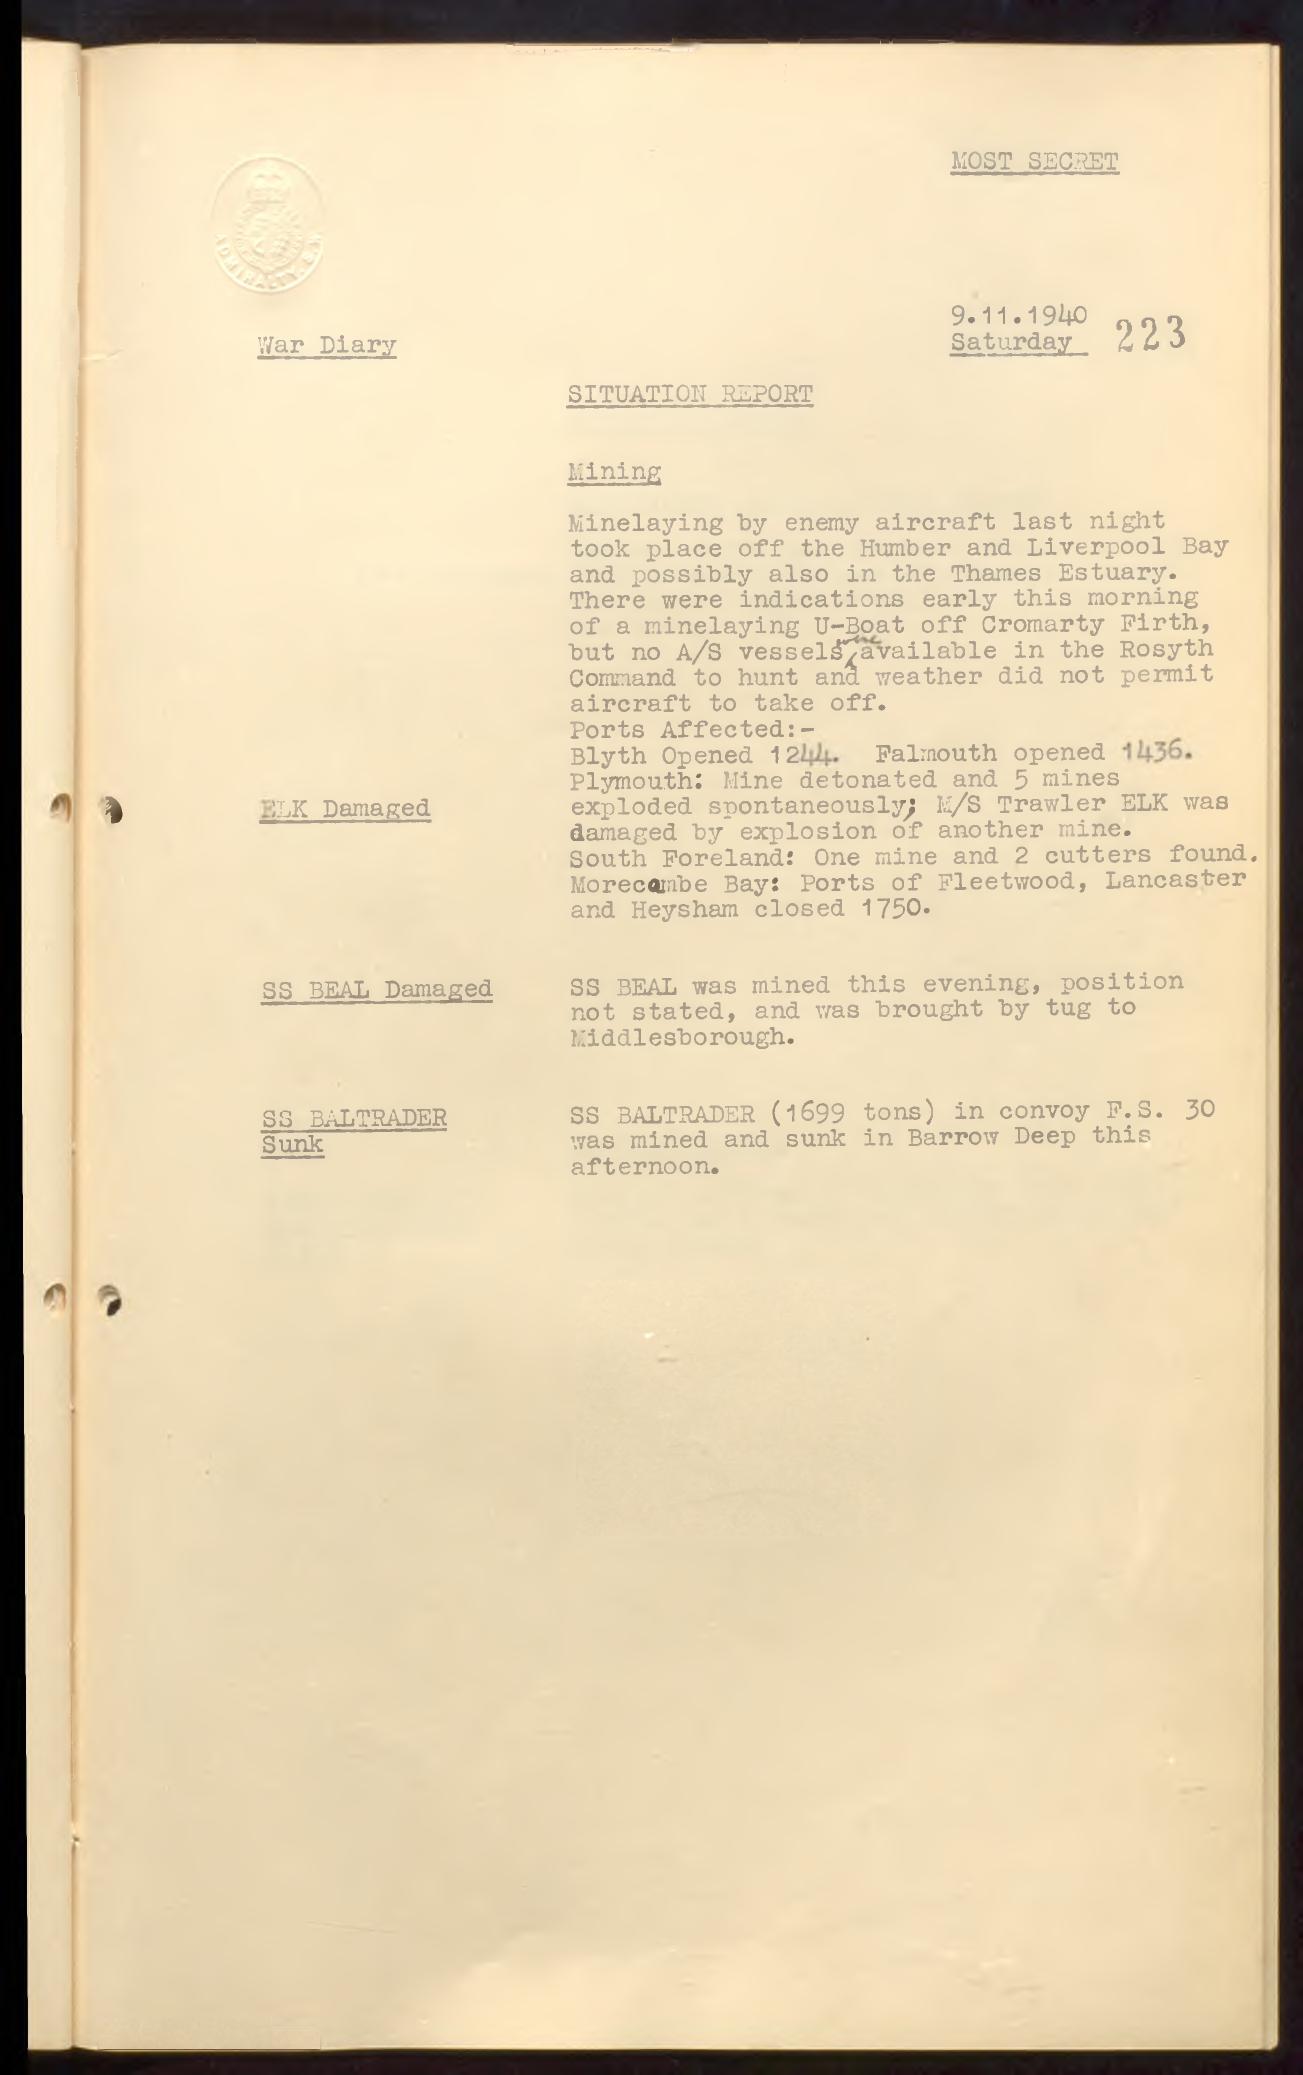 MOST SECRET
ADMIRALTY. S.W.
9.11.1940
War Diary
Saturday 223
SITUATION REPORT
Mining
Minelaying by enemy aircraft last night
took place off the Humber and Liverpool Bay
and possibly also in the Thames Estuary.
There were indications early this morning
of a minelaying U-Boat off Cromarty Firth,
but no A/S vessels were available in the Rosyth
Command to hunt and weather did not permit
aircraft to take off.
Ports Affected:-
Blyth Opened 1244. Falmouth opened 1436.
Plymouth: Mine detonated and 5 mines
ELK Damaged
exploded spontaneously; M/S Trawler ELK was
damaged by explosion of another mine.
South Foreland: One mine and 2 cutters found.
Morecambe Bay: Ports of Fleetwood, Lancaster
and Heysham closed 1750.
SS BEAL Damaged
SS BEAL was mined this evening, position
not stated, and was brought by tug to
Middlesborough.
SS BALTRADER
Sunk
SS BALTRADER (1699 tons) in convoy F.S. 30
was mined and sunk in Barrow Deep this
afternoon.